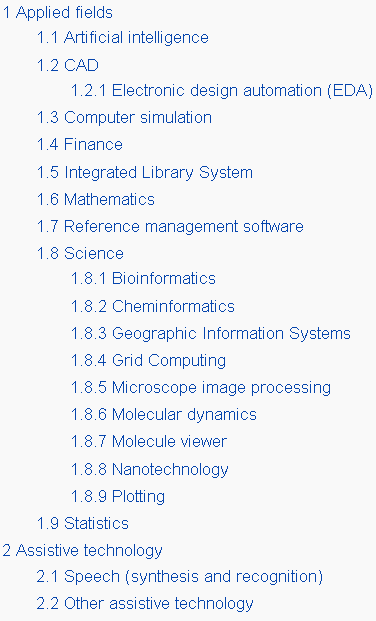 1 Applied fields
1.1 Artificial intelligence
1.2 CAD
1.2.1 Electronic design automation (EDA)
1.3 Computer simulation
1.4 Finance
1.5 Integrated Library System
1.6 Mathematics
1.7 Reference management software
1.8 Science
1.8.1 Bioinformatics
1.8.2 Cheminformatics
1.8.3 Geographic Information Systems
1.8.4 Grid Computing
1.8.5 Microscope image processing
1.8.6 Molecular dynamics
1.8.7 Molecule viewer
1.8.8 Nanotechnology
1.8.9 Plotting
1.9 Statistics
2 Assistive technology
2.1 Speech (synthesis and recognition)
2.2 Other assistive technology